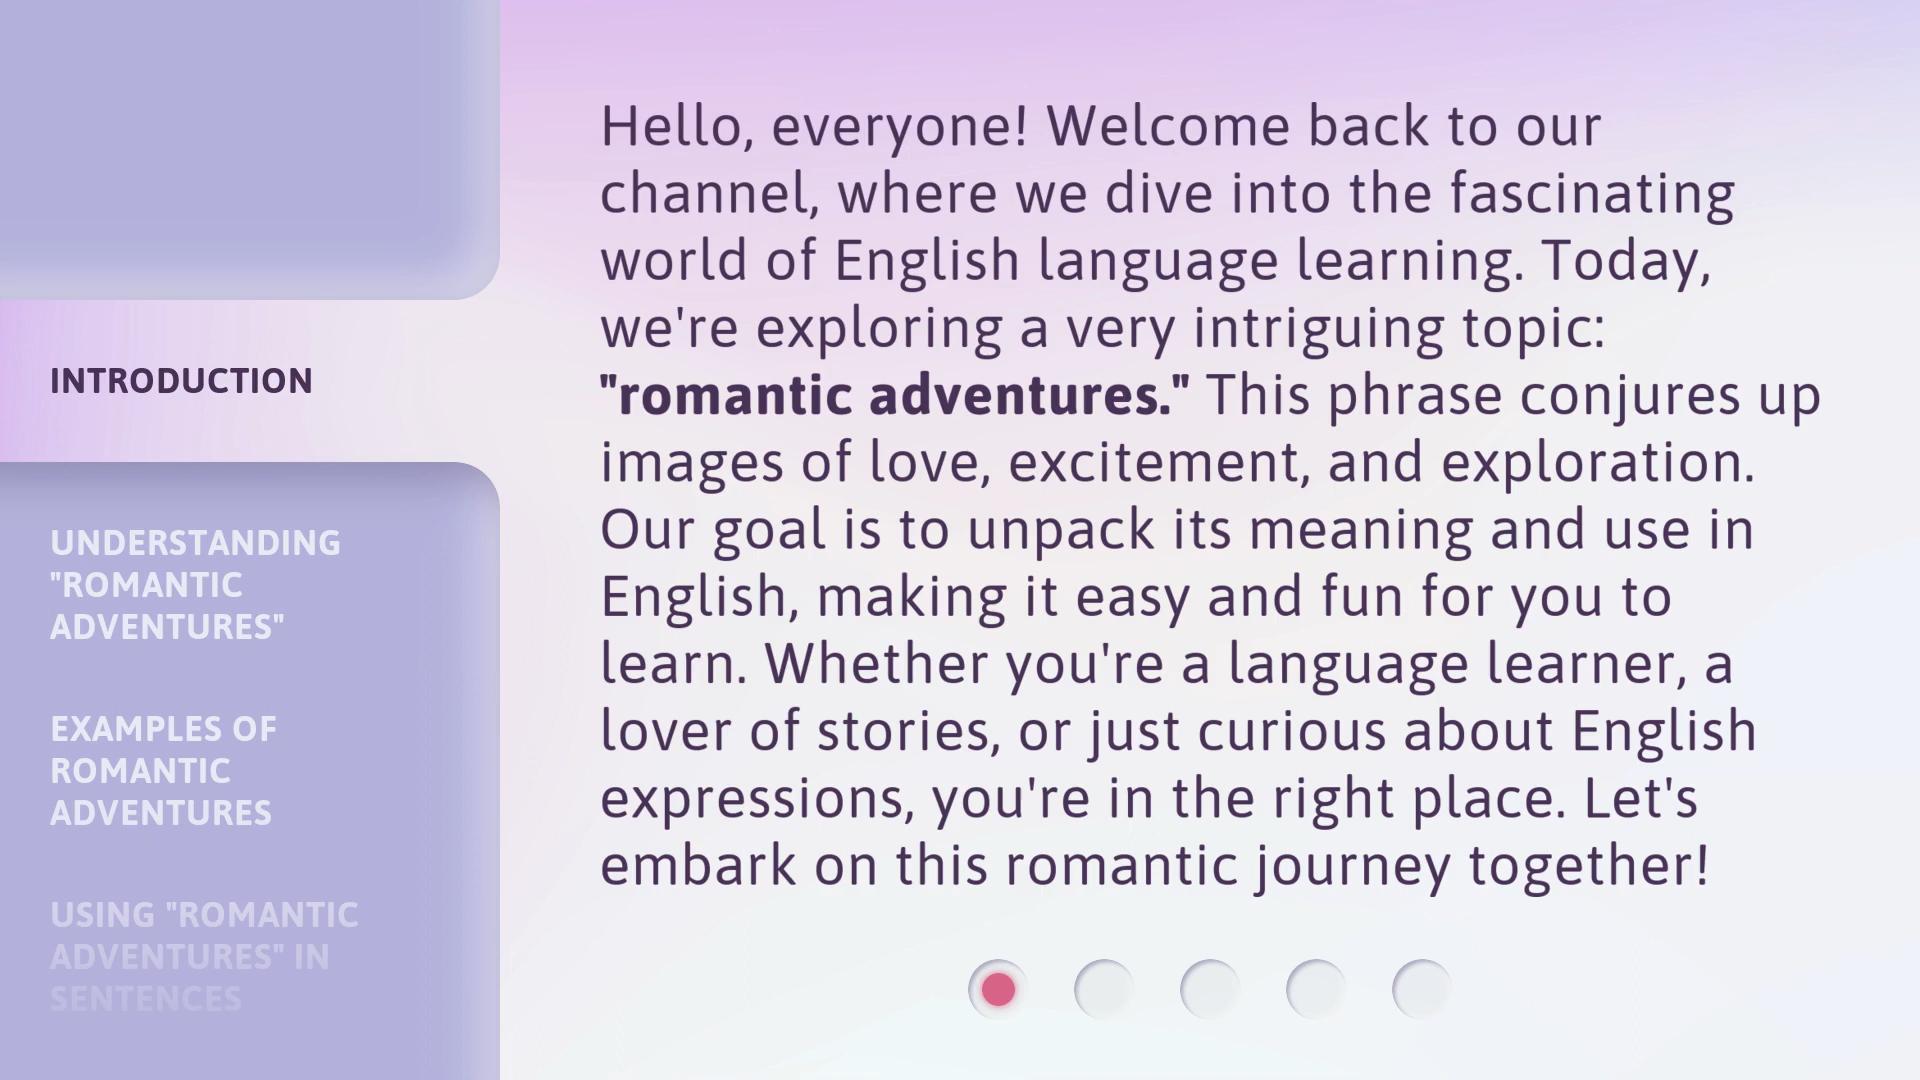 INTRODUCTION
UNDERSTANDING
"ROMANTIC
ADVENTURES"
EXAMPLES OF
ROMANTIC
ADVENTURES
USING "ROMANTIC
ADVENTURES" IN
SENTENCES
Hello, everyone! Welcome back to our
channel, where we dive into the fascinating
world of English language learning. Today,
we're exploring a very intriguing topic:
"romantic adventures." This phrase conjures up
images of love, excitement, and exploration.
Our goal is to unpack its meaning and use in
English, making it easy and fun for you to
learn. Whether you're a language learner, a
lover of stories, or just curious about English
expressions, you're in the right place. Let's
embark on this romantic journey together!